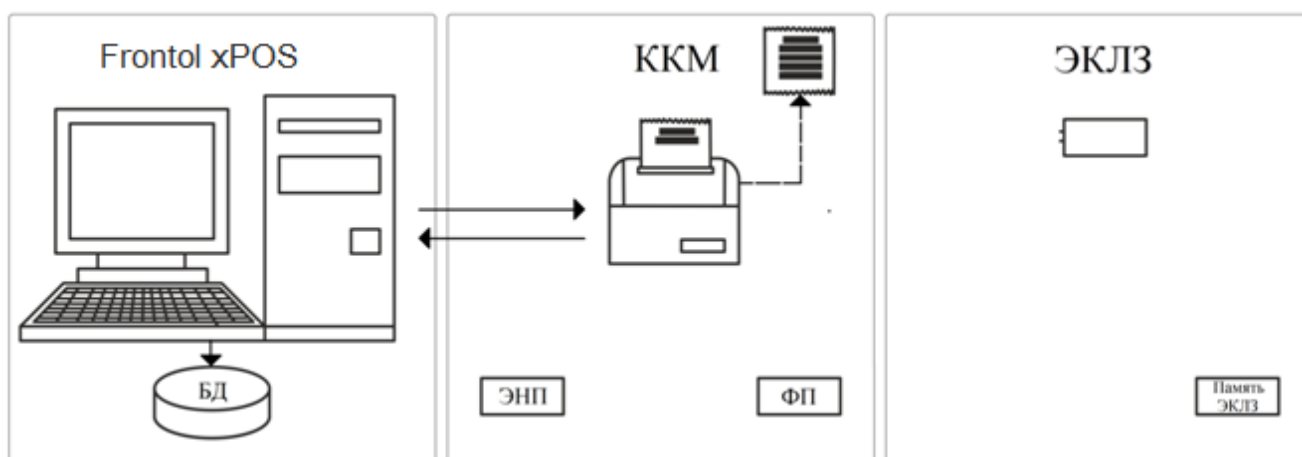 Frontol xPOS
ККМ
ЭКЛЗ
БД
ЭНП
ФП
Память
ЭКЛЗ